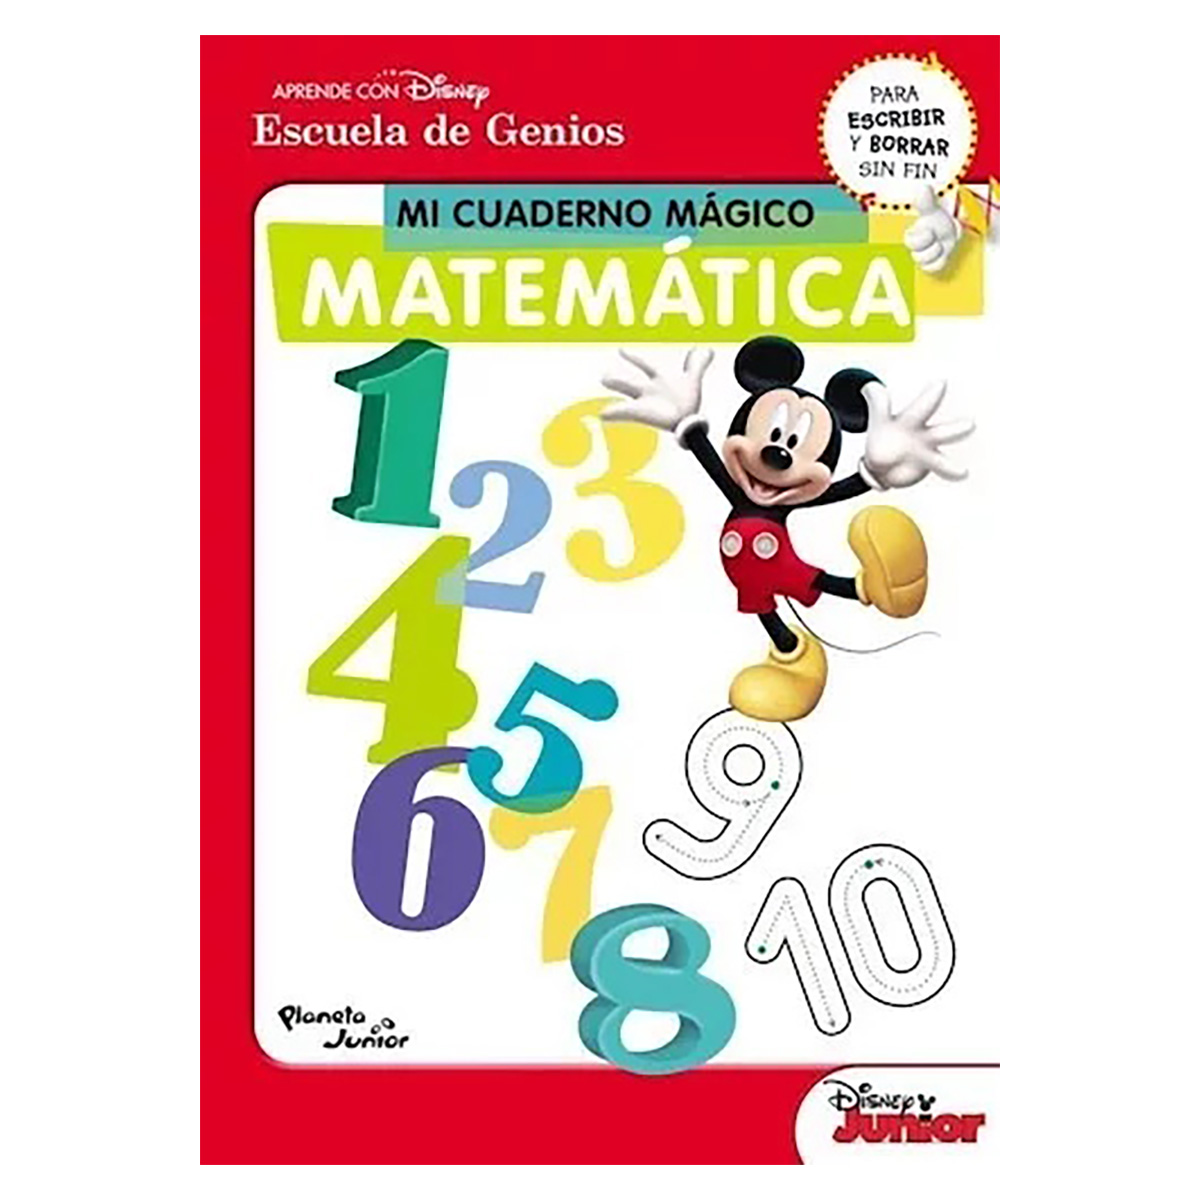 APRENDE CON Disney
Escuela de Genios
PARA
ESCRIBIR
Y BORRAR
SIN FIN
MI CUADERNO MÁGICO
MATEMÁTICA
1
2
3
4
5
6
7
8
9
10
Planeta
Junior
Disney
Junior